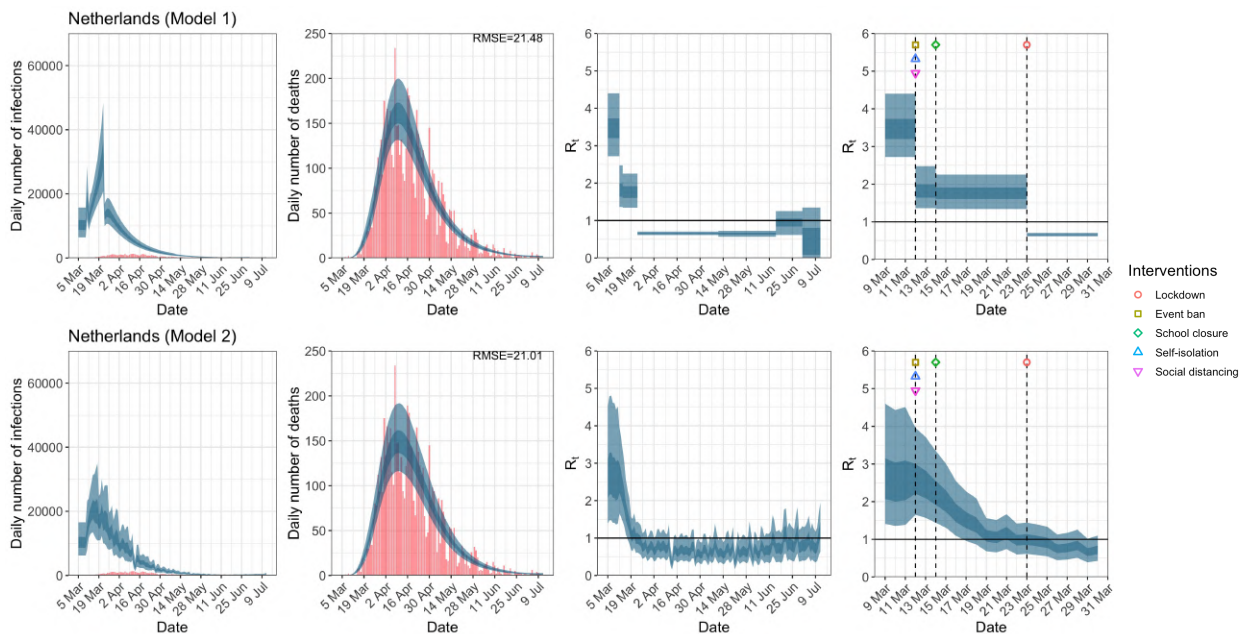 Netherlands (Model 1)
Daily number of infections
60000
40000
20000
0
5 Mar
19 Mar
2 Apr
16 Apr
30 Apr
14 May
28 May
11 Jun
25 Jun
9 Jul
Date
Daily number of deaths
RMSE=21.48
250
200
150
100
50
0
5 Mar
19 Mar
2 Apr
16 Apr
30 Apr
14 May
28 May
11 Jun
25 Jun
9 Jul
Date
Rt
6
5
4
3
2
1
0
5 Mar
19 Mar
2 Apr
16 Apr
30 Apr
14 May
28 May
11 Jun
25 Jun
9 Jul
Date
Rt
6
5
4
3
2
1
0
9 Mar
11 Mar
13 Mar
15 Mar
17 Mar
19 Mar
21 Mar
23 Mar
25 Mar
27 Mar
29 Mar
31 Mar
Date
Interventions
Lockdown
Event ban
School closure
Self-isolation
Social distancing
Netherlands (Model 2)
Daily number of infections
60000
40000
20000
0
5 Mar
19 Mar
2 Apr
16 Apr
30 Apr
14 May
28 May
11 Jun
25 Jun
9 Jul
Date
Daily number of deaths
RMSE=21.01
250
200
150
100
50
0
5 Mar
19 Mar
2 Apr
16 Apr
30 Apr
14 May
28 May
11 Jun
25 Jun
9 Jul
Date
Rt
6
5
4
3
2
1
0
5 Mar
19 Mar
2 Apr
16 Apr
30 Apr
14 May
28 May
11 Jun
25 Jun
9 Jul
Date
Rt
6
5
4
3
2
1
0
9 Mar
11 Mar
13 Mar
15 Mar
17 Mar
19 Mar
21 Mar
23 Mar
25 Mar
27 Mar
29 Mar
31 Mar
Date